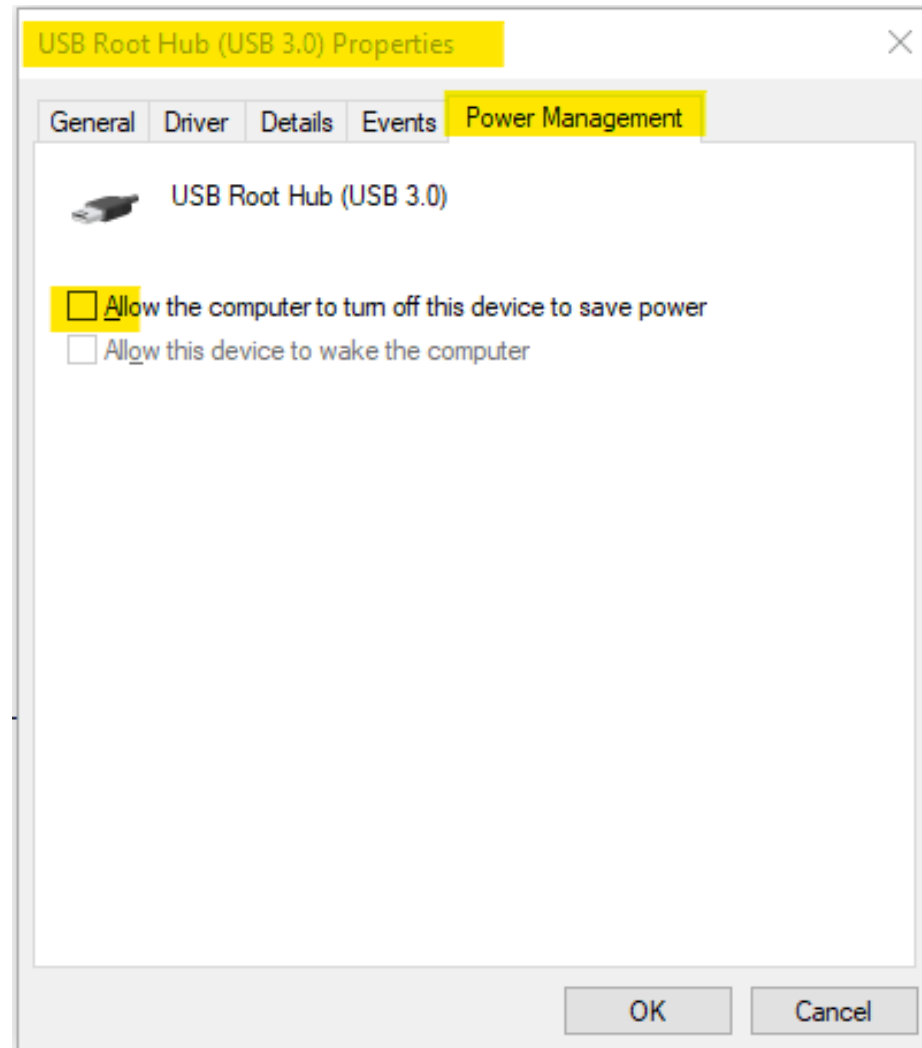 USB Root Hub (USB 3.0) Properties
General Driver Details Events Power Management
USB Root Hub (USB 3.0)
Allow the computer to turn off this device to save power
Allow this device to wake the computer
OK Cancel